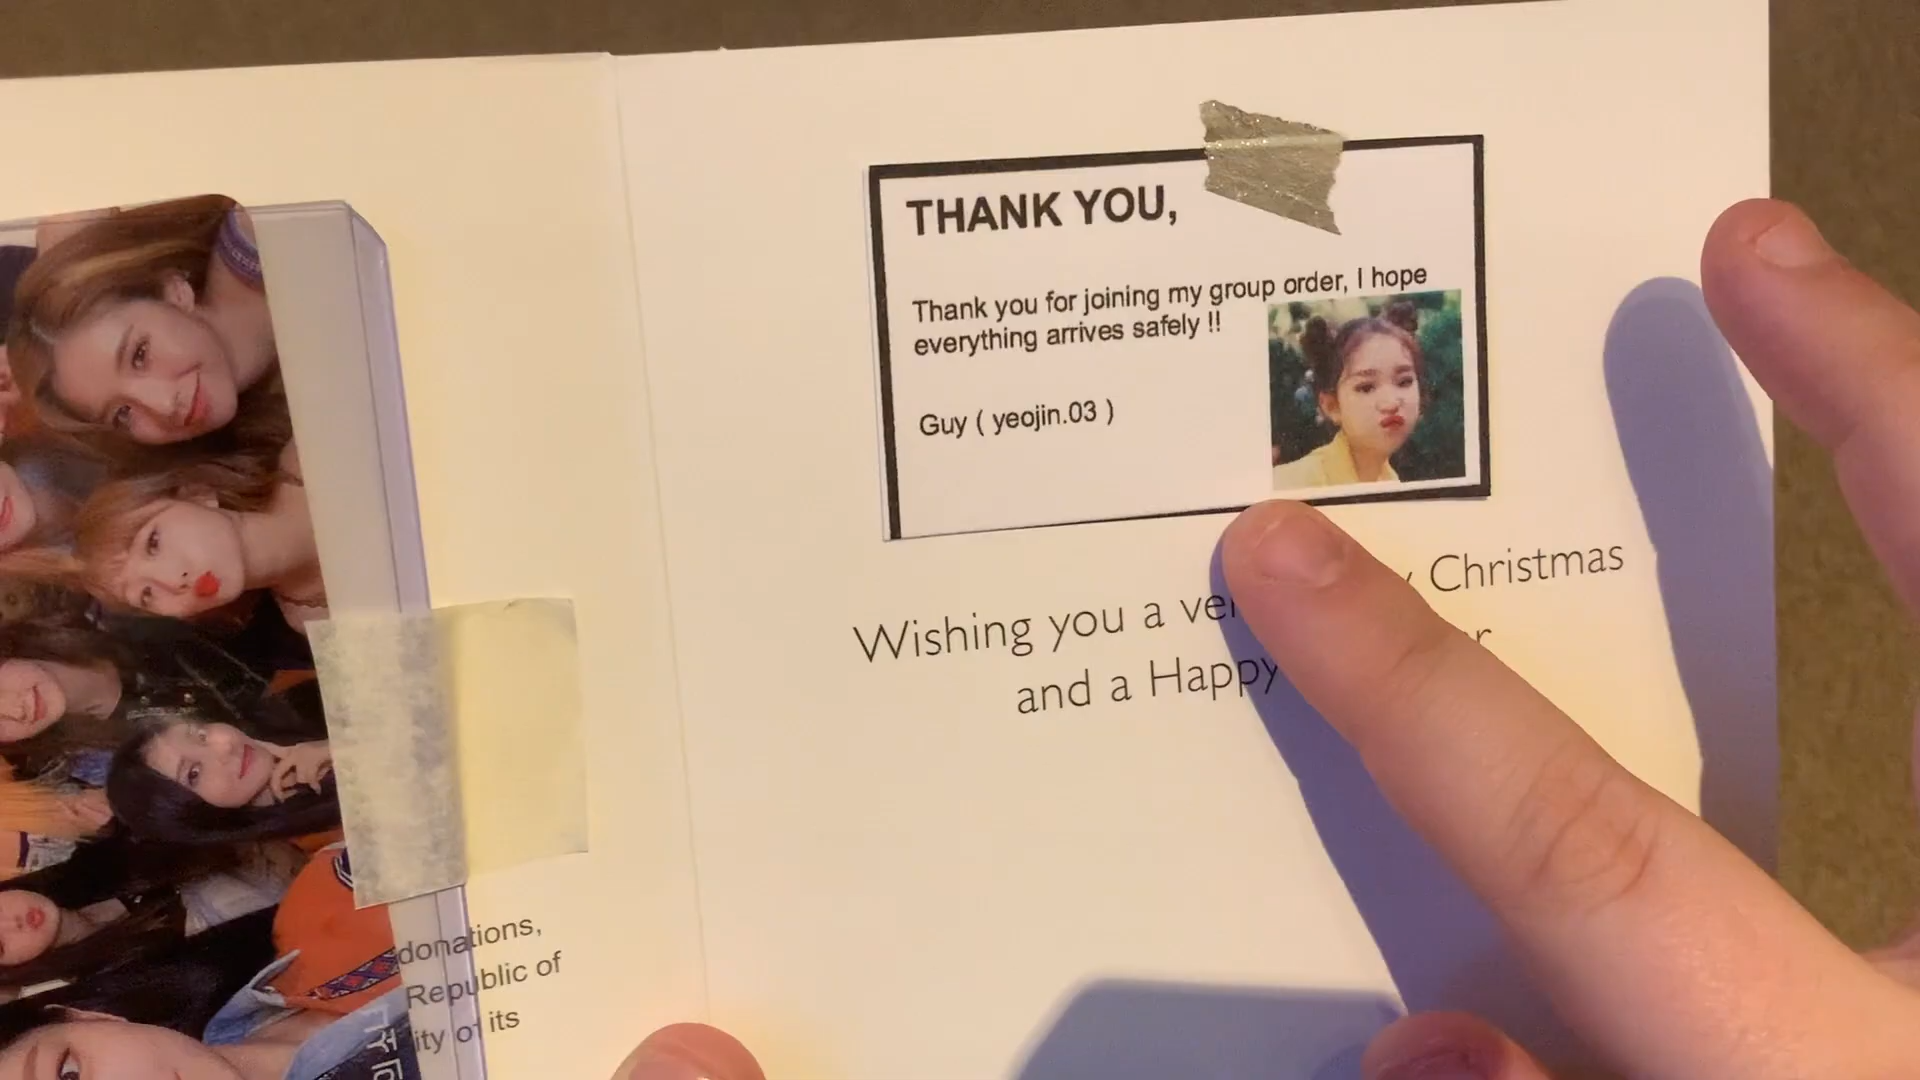 THANK YOU,
Thank you for joining my group order, I hope
everything arrives safely !!
Guy ( yeojin.03 )
Wishing you a Christmas
and a Happy
donations,
Republic of
ity of its